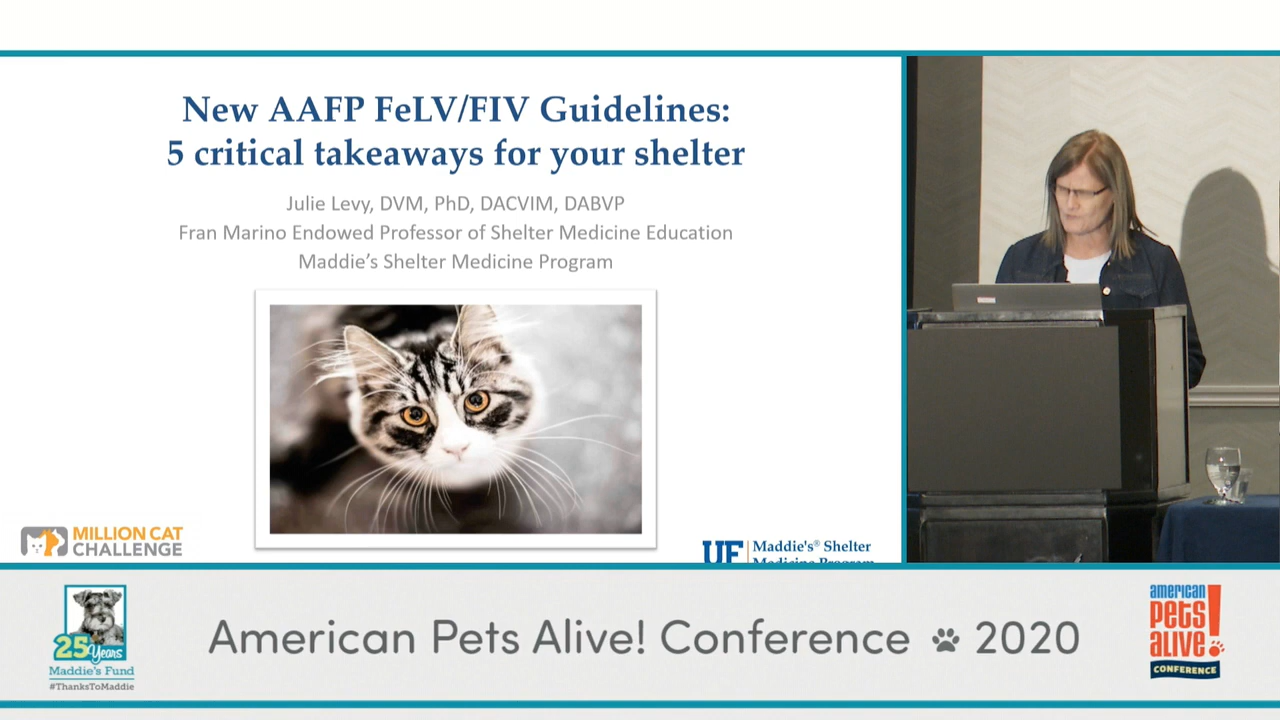 New AAFP FeLV/FIV Guidelines:
5 critical takeaways for your shelter
Julie Levy, DVM, PhD, DACVIM, DABVP
Fran Marino Endowed Professor of Shelter Medicine Education
Maddie's Shelter Medicine Program
MILLION CAT
CHALLENGE
UF
Maddie's® Shelter
Medicine Program
25
Years
Maddie's Fund
#ThanksToMaddie
American Pets Alive! Conference 2020
american
PETS
ALIVE!
CONFERENCE